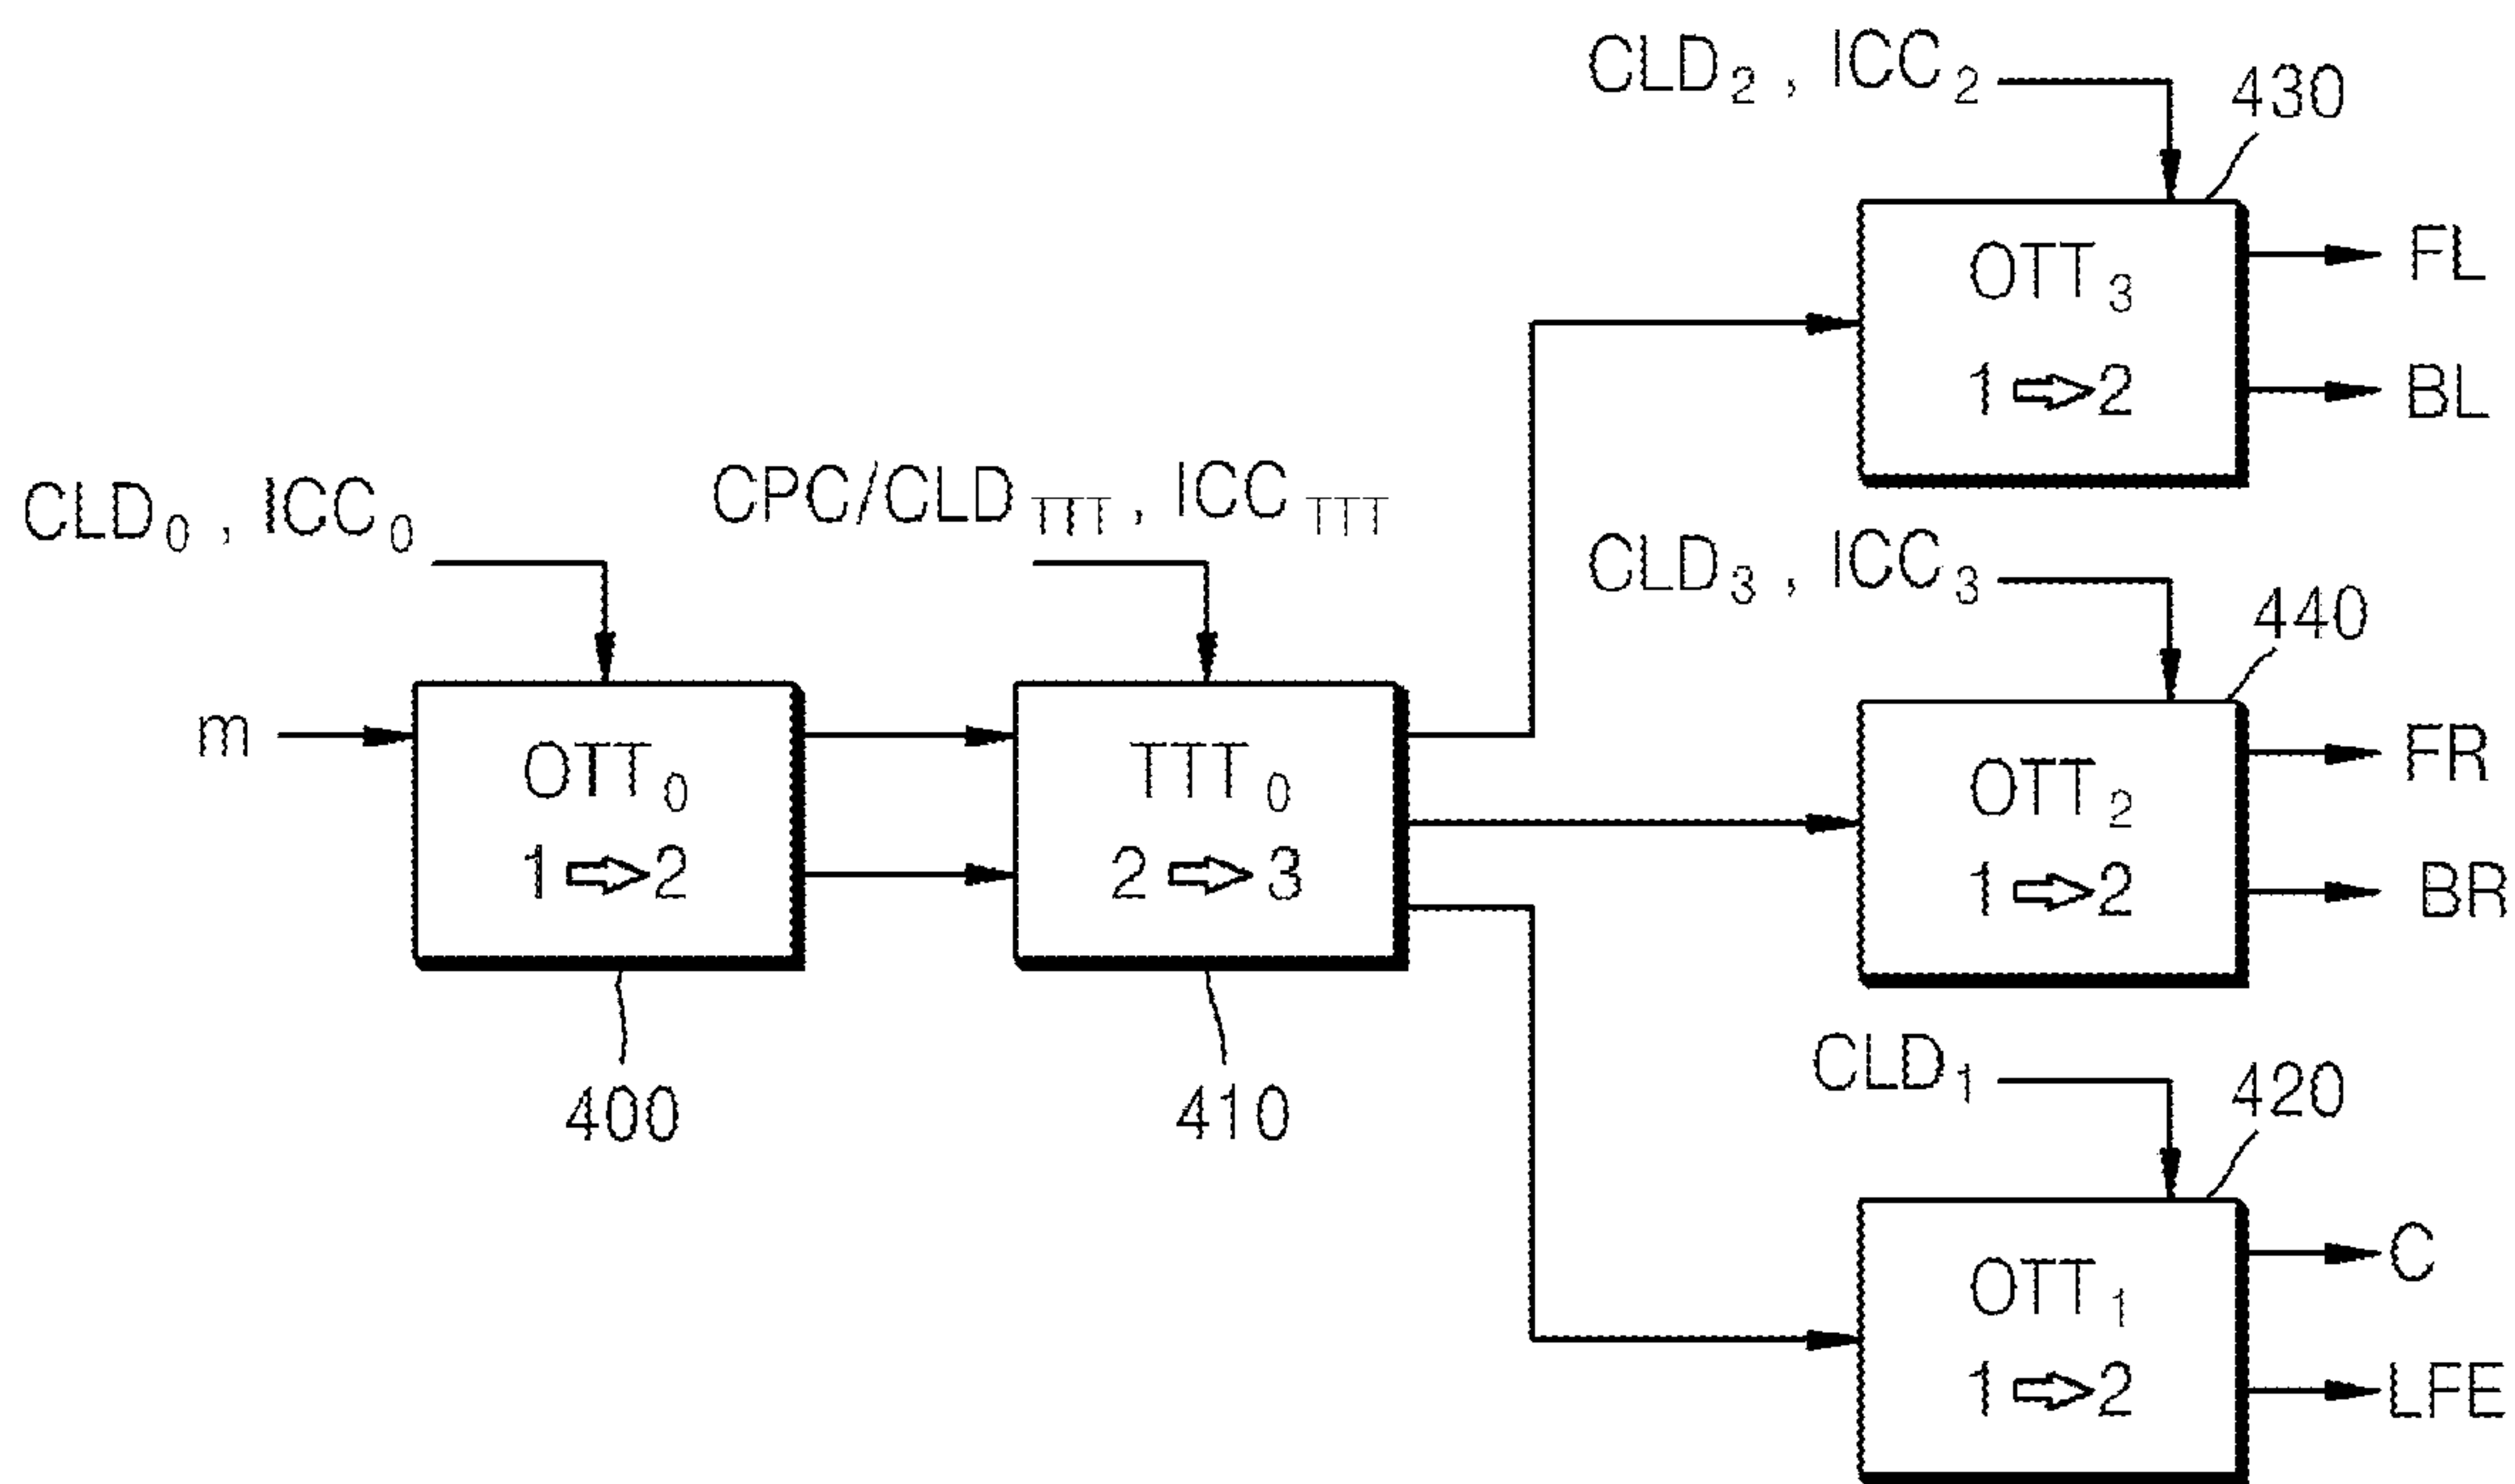 CLD2 , ICC2
430
OTT3
1⇨2
FL
BL
CLD0 , ICC0
CPC/CLDTTT , ICCTTT
CLD3 , ICC3
440
m
OTT0
1⇨2
TTT0
2⇨3
OTT2
1⇨2
FR
BR
400
410
CLD1
420
OTT1
1⇨2
C
LFE